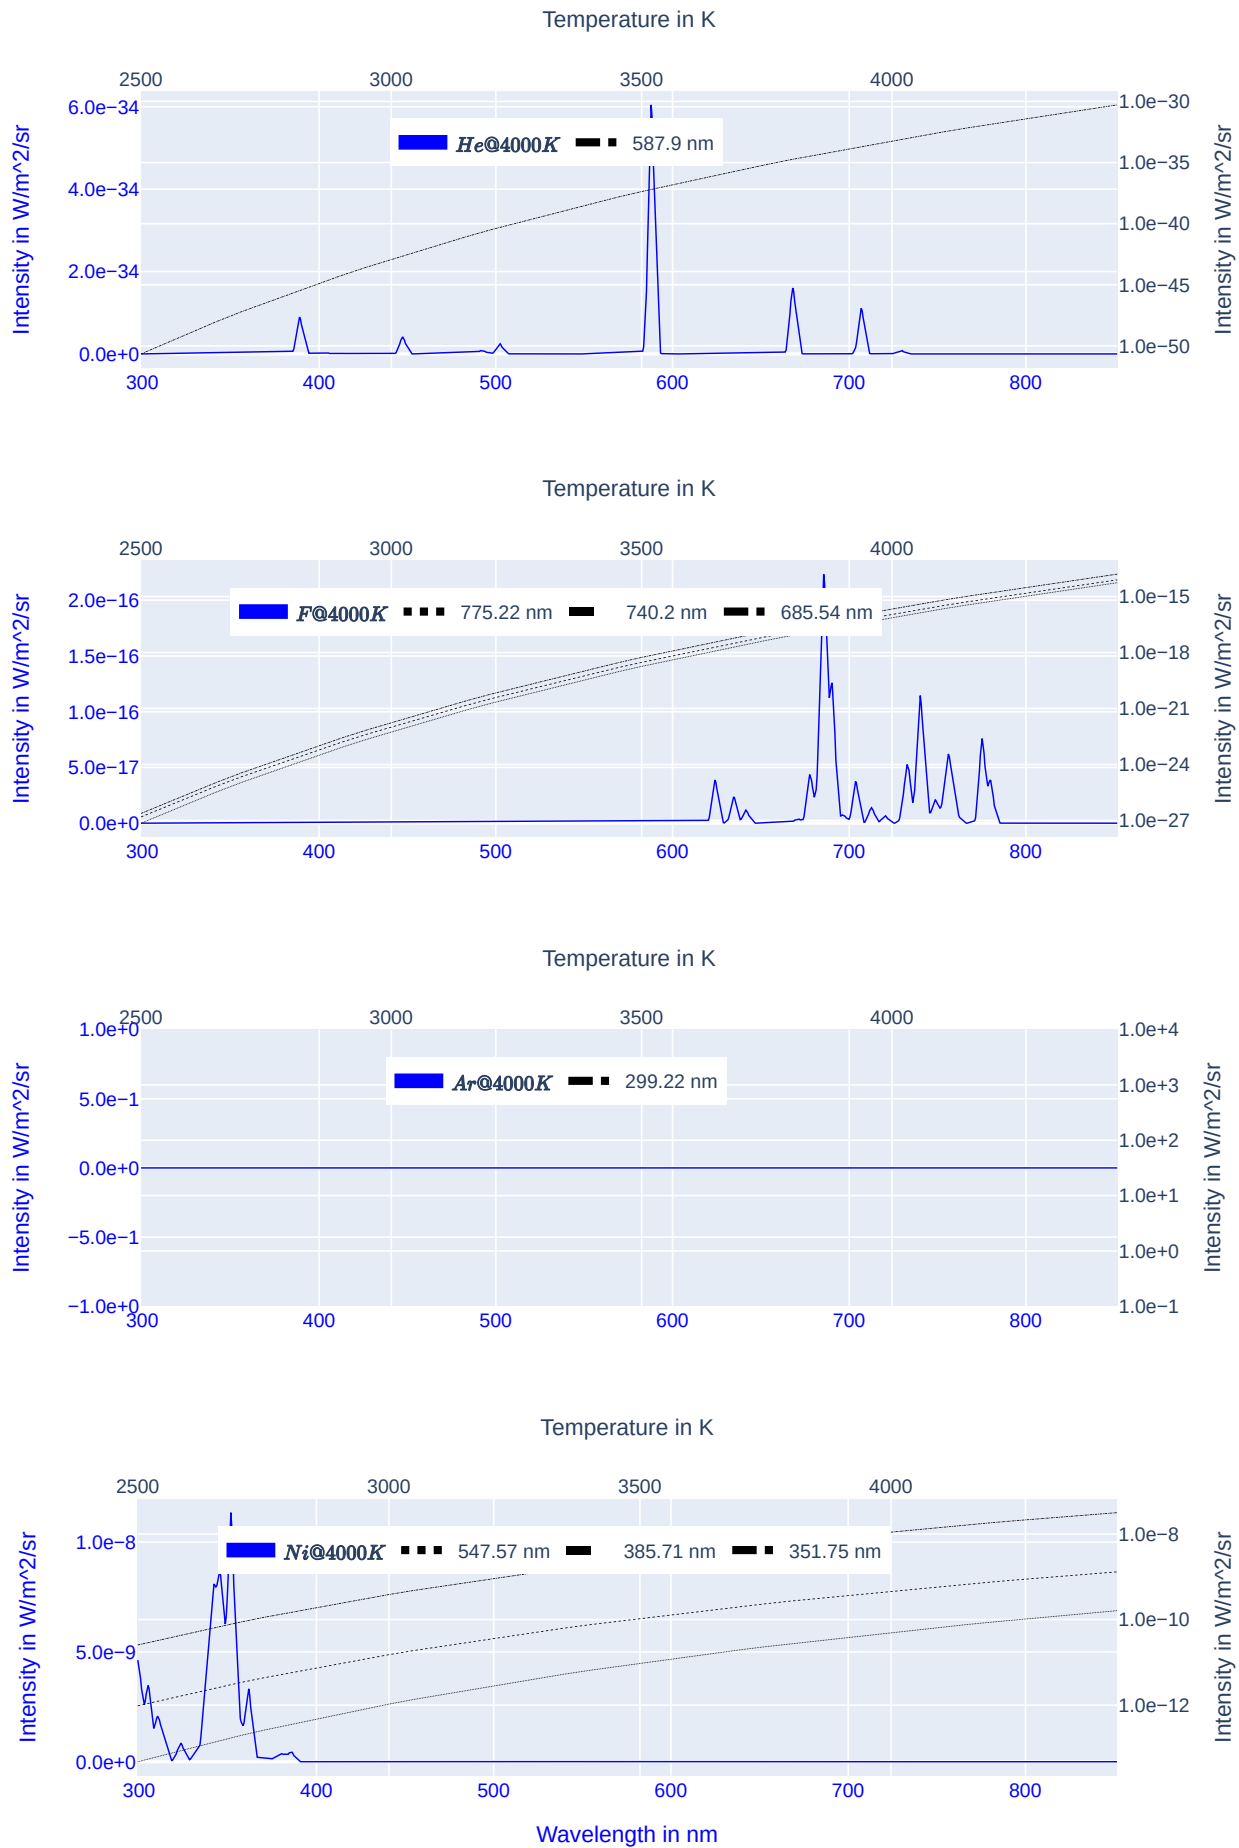 Temperature in K
2500 3000 3500 4000
6.0e−34
4.0e−34
2.0e−34
0.0e+0
Intensity in W/m^2/sr
He@4000K 587.9 nm
1.0e−30
1.0e−35
1.0e−40
1.0e−45
1.0e−50
Intensity in W/m^2/sr
300 400 500 600 700 800
Temperature in K
2500 3000 3500 4000
2.0e−16
1.5e−16
1.0e−16
5.0e−17
0.0e+0
Intensity in W/m^2/sr
F@4000K 775.22 nm 740.2 nm 685.54 nm
1.0e−15
1.0e−18
1.0e−21
1.0e−24
1.0e−27
Intensity in W/m^2/sr
300 400 500 600 700 800
Temperature in K
2500 3000 3500 4000
1.0e+0
5.0e−1
0.0e+0
−5.0e−1
−1.0e+0
Intensity in W/m^2/sr
Ar@4000K 299.22 nm
1.0e+4
1.0e+3
1.0e+2
1.0e+1
1.0e+0
1.0e−1
Intensity in W/m^2/sr
300 400 500 600 700 800
Temperature in K
2500 3000 3500 4000
1.0e−8
5.0e−9
0.0e+0
Intensity in W/m^2/sr
Ni@4000K 547.57 nm 385.71 nm 351.75 nm
1.0e−8
1.0e−10
1.0e−12
Intensity in W/m^2/sr
300 400 500 600 700 800
Wavelength in nm